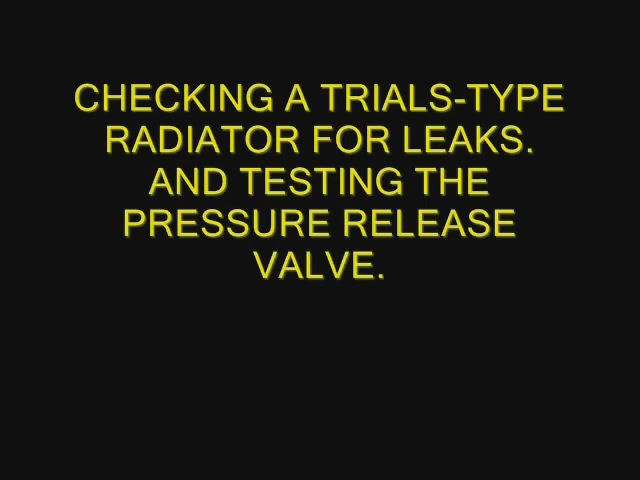 CHECKING A TRIALS-TYPE
RADIATOR FOR LEAKS.
AND TESTING THE
PRESSURE RELEASE
VALVE.